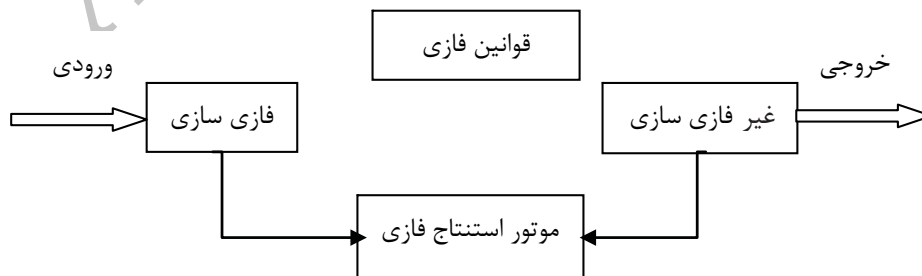 قوانین فازی
ورودی
خروجی
فازی سازی
غیر فازی سازی
موتور استنتاج فازی